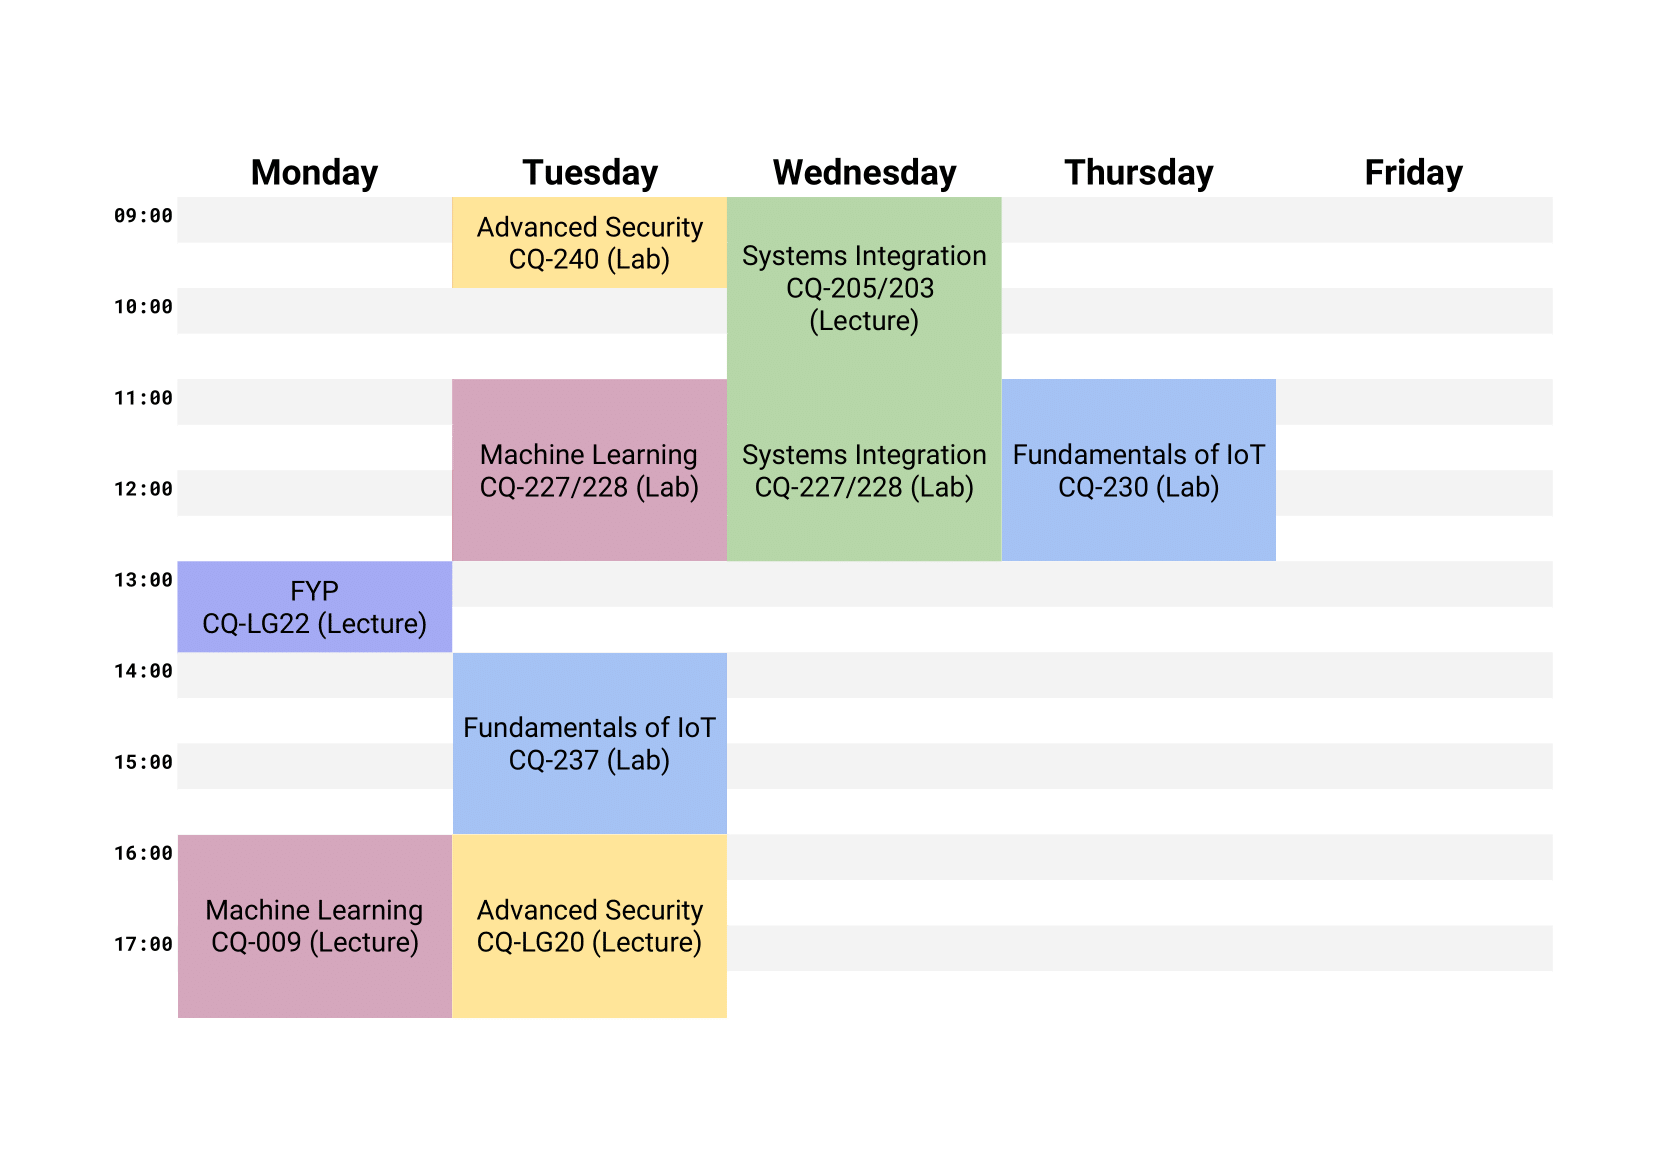 Monday Tuesday Wednesday Thursday Friday
09:00
Advanced Security
CQ-240 (Lab)
Systems Integration
CQ-205/203
(Lecture)
10:00
11:00
Machine Learning
CQ-227/228 (Lab)
Systems Integration
CQ-227/228 (Lab)
Fundamentals of IoT
CQ-230 (Lab)
12:00
13:00
FYP
CQ-LG22 (Lecture)
14:00
Fundamentals of IoT
CQ-237 (Lab)
15:00
16:00
Machine Learning
CQ-009 (Lecture)
Advanced Security
CQ-LG20 (Lecture)
17:00